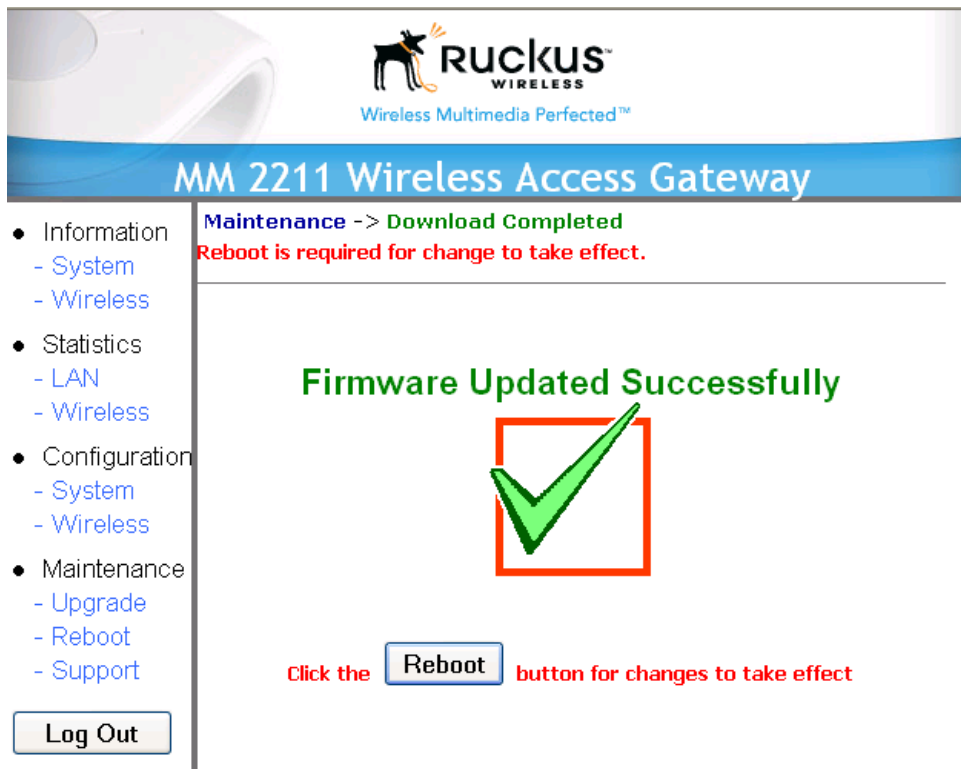 RUCKUS™
WIRELESS
Wireless Multimedia Perfected™
MM 2211 Wireless Access Gateway
● Information
- System
- Wireless
● Statistics
- LAN
- Wireless
● Configuration
- System
- Wireless
● Maintenance
- Upgrade
- Reboot
- Support
Log Out
Maintenance -> Download Completed
Reboot is required for change to take effect.
Firmware Updated Successfully
Click the Reboot button for changes to take effect